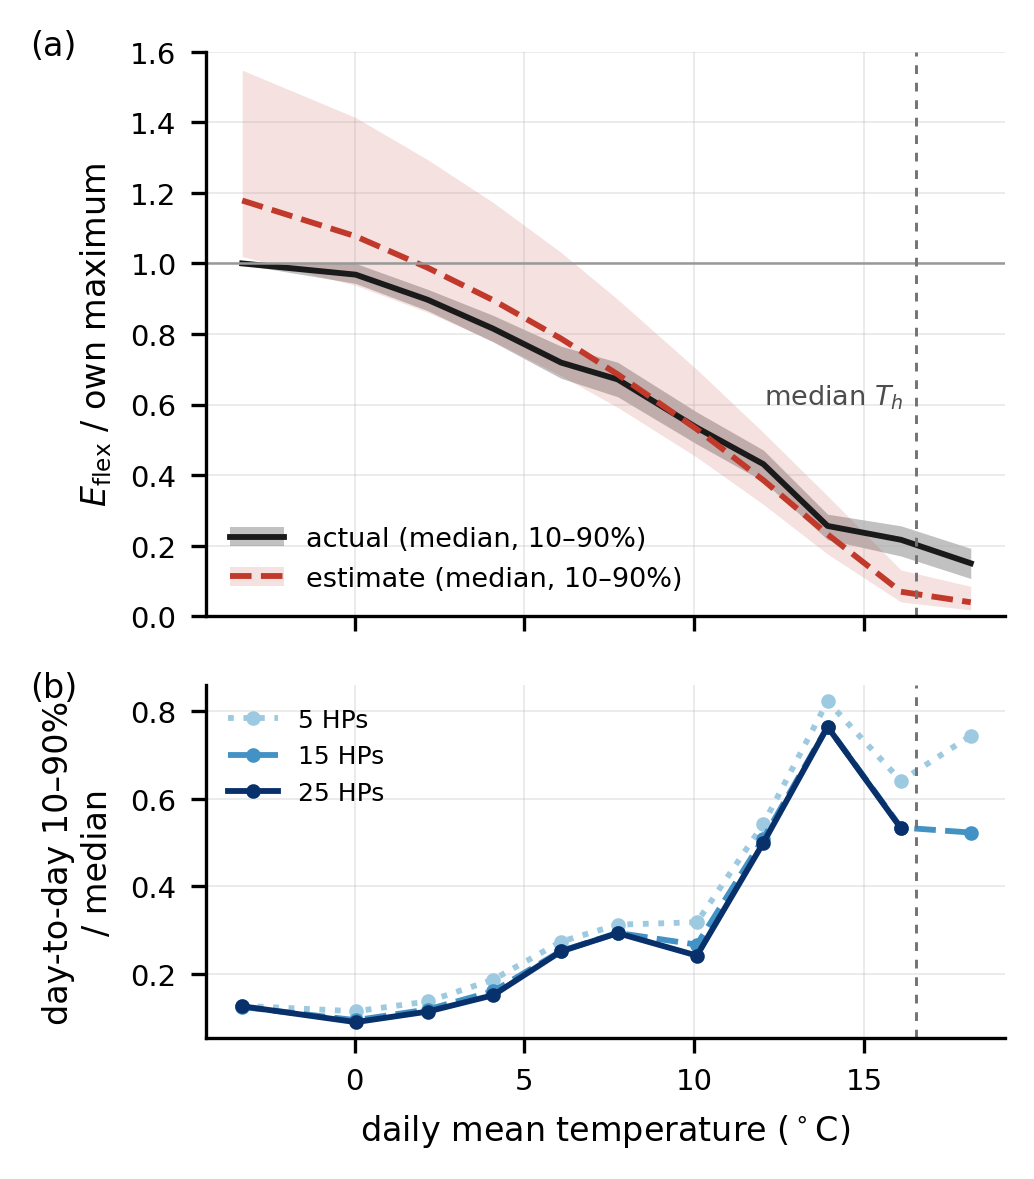 (a)
1.6
1.4
1.2
1.0
0.8
0.6
0.4
0.2
0.0
E_flex / own maximum
median T_h
actual (median, 10–90%)
estimate (median, 10–90%)
(b)
0.8
0.6
0.4
0.2
day-to-day 10–90%
/ median
5 HPs
15 HPs
25 HPs
0 5 10 15
daily mean temperature (°C)